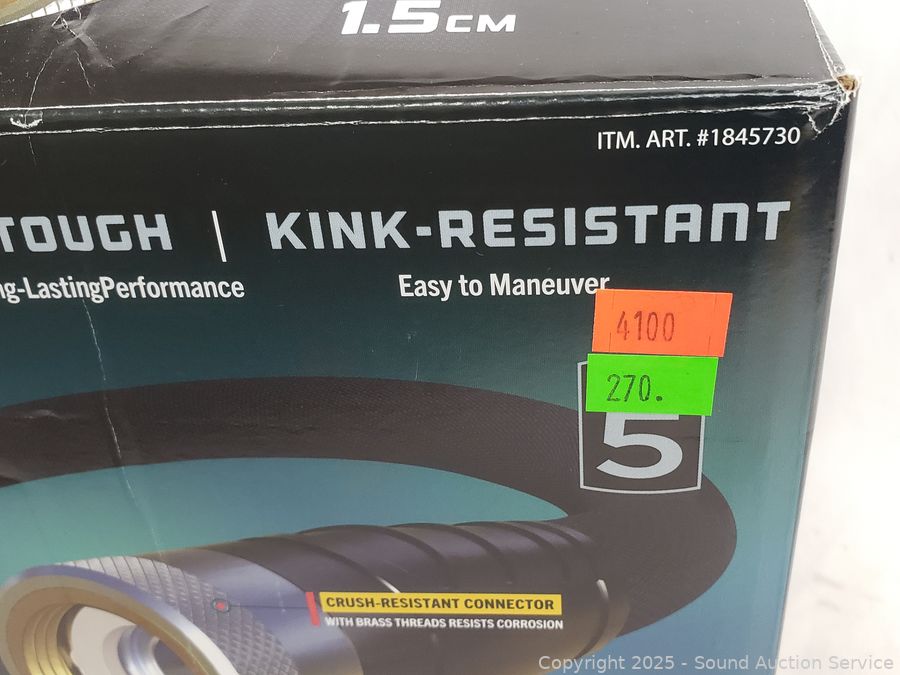 1.5CM
ITM. ART. #1845730
TOUGH | KINK-RESISTANT
ng-LastingPerformance
Easy to Maneuver
4100
270.
5
CRUSH-RESISTANT CONNECTOR
WITH BRASS THREADS RESISTS CORROSION
Copyright 2025 - Sound Auction Service